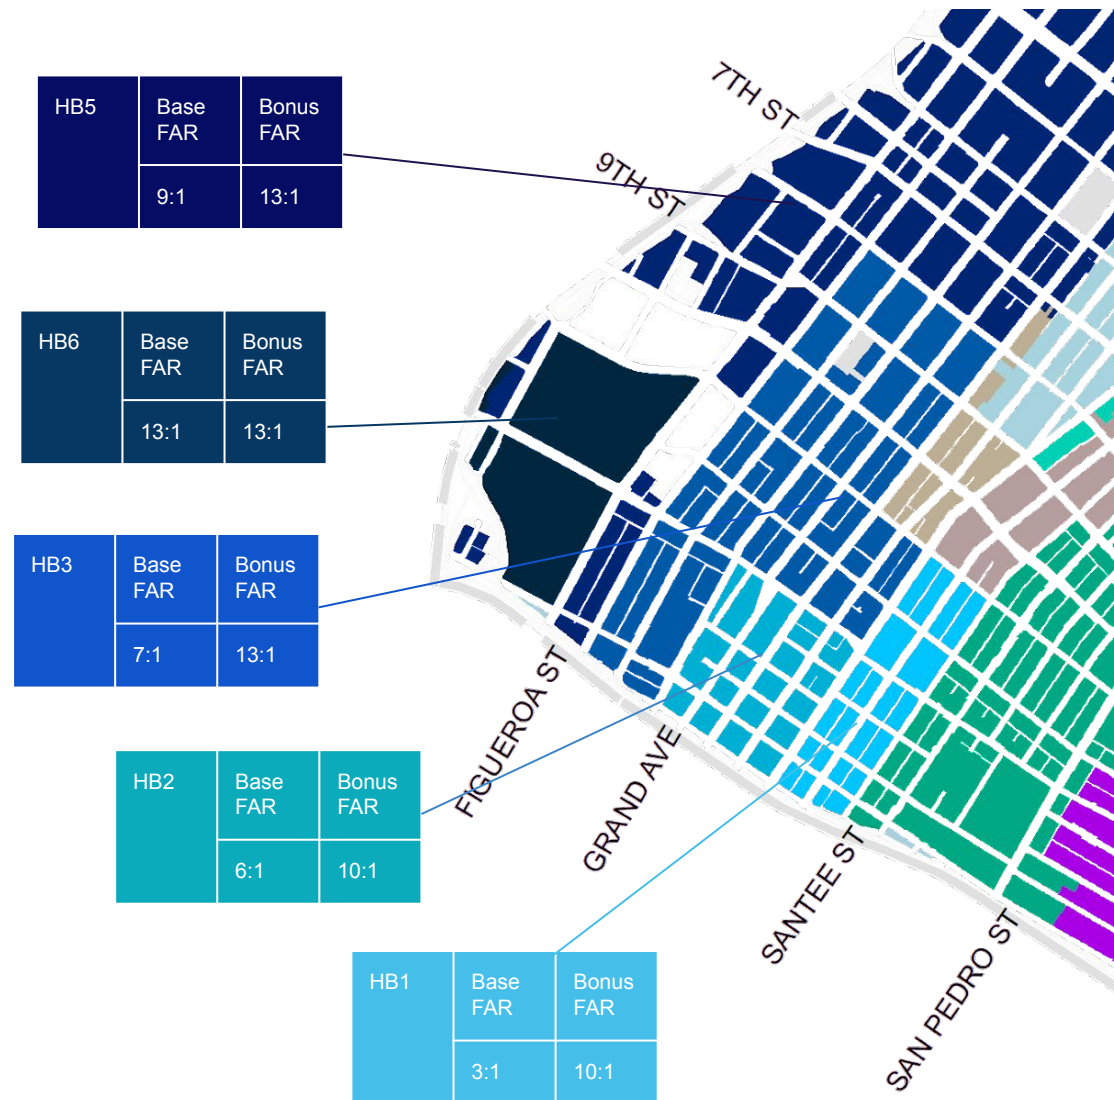 7TH ST
9TH ST
HB5
Base FAR
Bonus FAR
9:1
13:1
HB6
Base FAR
Bonus FAR
13:1
13:1
HB3
Base FAR
Bonus FAR
7:1
13:1
HB2
Base FAR
Bonus FAR
6:1
10:1
HB1
Base FAR
Bonus FAR
3:1
10:1
FIGUEROA ST
GRAND AVE
SANTEE ST
SAN PEDRO ST